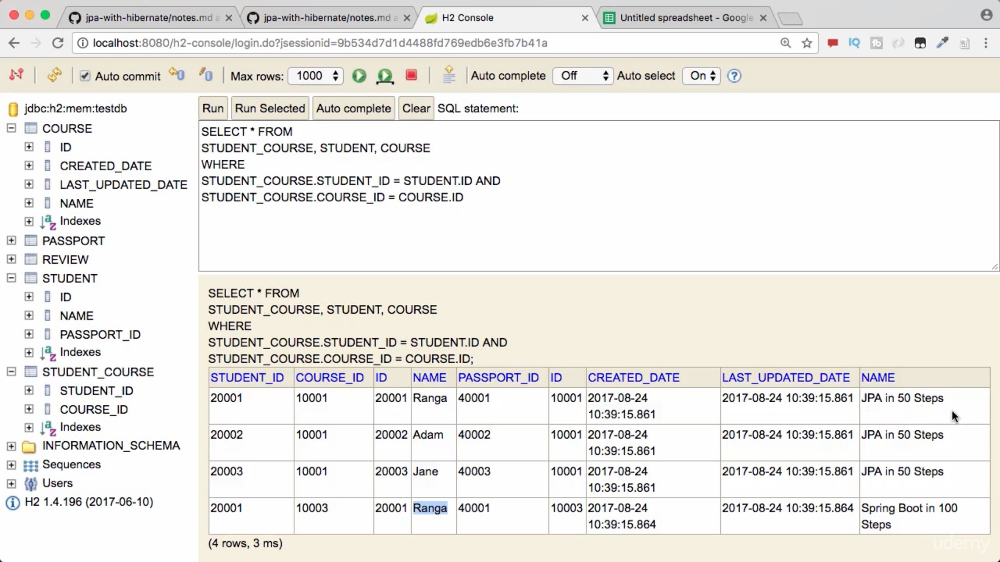 jpa-with-hibernate/notes.md a
jpa-with-hibernate/notes.md a
H2 Console
Untitled spreadsheet - Google
localhost:8080/h2-console/login.do?jsessionid=9b534d7d1d4488fd769edb6e3fb7b41a
IQ
tb
Auto commit
Max rows: 1000
Auto complete Off
Auto select On
?
jdbc:h2:mem:testdb
COURSE
ID
CREATED_DATE
LAST_UPDATED_DATE
NAME
Indexes
PASSPORT
REVIEW
STUDENT
ID
NAME
PASSPORT_ID
Indexes
STUDENT_COURSE
STUDENT_ID
COURSE_ID
Indexes
INFORMATION_SCHEMA
Sequences
Users
H2 1.4.196 (2017-06-10)
Run Run Selected Auto complete Clear SQL statement:
SELECT * FROM
STUDENT_COURSE, STUDENT, COURSE
WHERE
STUDENT_COURSE.STUDENT_ID = STUDENT.ID AND
STUDENT_COURSE.COURSE_ID = COURSE.ID
SELECT * FROM
STUDENT_COURSE, STUDENT, COURSE
WHERE
STUDENT_COURSE.STUDENT_ID = STUDENT.ID AND
STUDENT_COURSE.COURSE_ID = COURSE.ID;
STUDENT_ID COURSE_ID ID NAME PASSPORT_ID ID CREATED_DATE LAST_UPDATED_DATE NAME
20001 10001 20001 Ranga 40001 10001 2017-08-24 2017-08-24 10:39:15.861 JPA in 50 Steps
10:39:15.861
20002 10001 20002 Adam 40002 10001 2017-08-24 2017-08-24 10:39:15.861 JPA in 50 Steps
10:39:15.861
20003 10001 20003 Jane 40003 10001 2017-08-24 2017-08-24 10:39:15.861 JPA in 50 Steps
10:39:15.861
20001 10003 20001 Ranga 40001 10003 2017-08-24 2017-08-24 10:39:15.864 Spring Boot in 100
10:39:15.864 Steps
(4 rows, 3 ms)
udemy